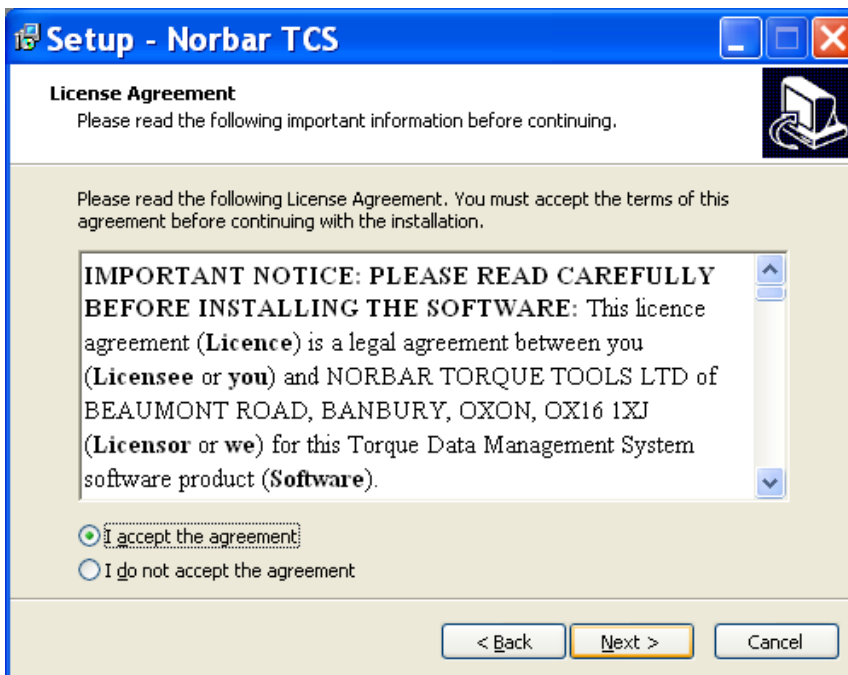 Setup - Norbar TCS
License Agreement
Please read the following important information before continuing.
Please read the following License Agreement. You must accept the terms of this
agreement before continuing with the installation.
IMPORTANT NOTICE: PLEASE READ CAREFULLY
BEFORE INSTALLING THE SOFTWARE: This licence
agreement (Licence) is a legal agreement between you
(Licensee or you) and NORBAR TORQUE TOOLS LTD of
BEAUMONT ROAD, BANBURY, OXON, OX16 1XJ
(Licensor or we) for this Torque Data Management System
software product (Software).
I accept the agreement
I do not accept the agreement
< Back Next > Cancel